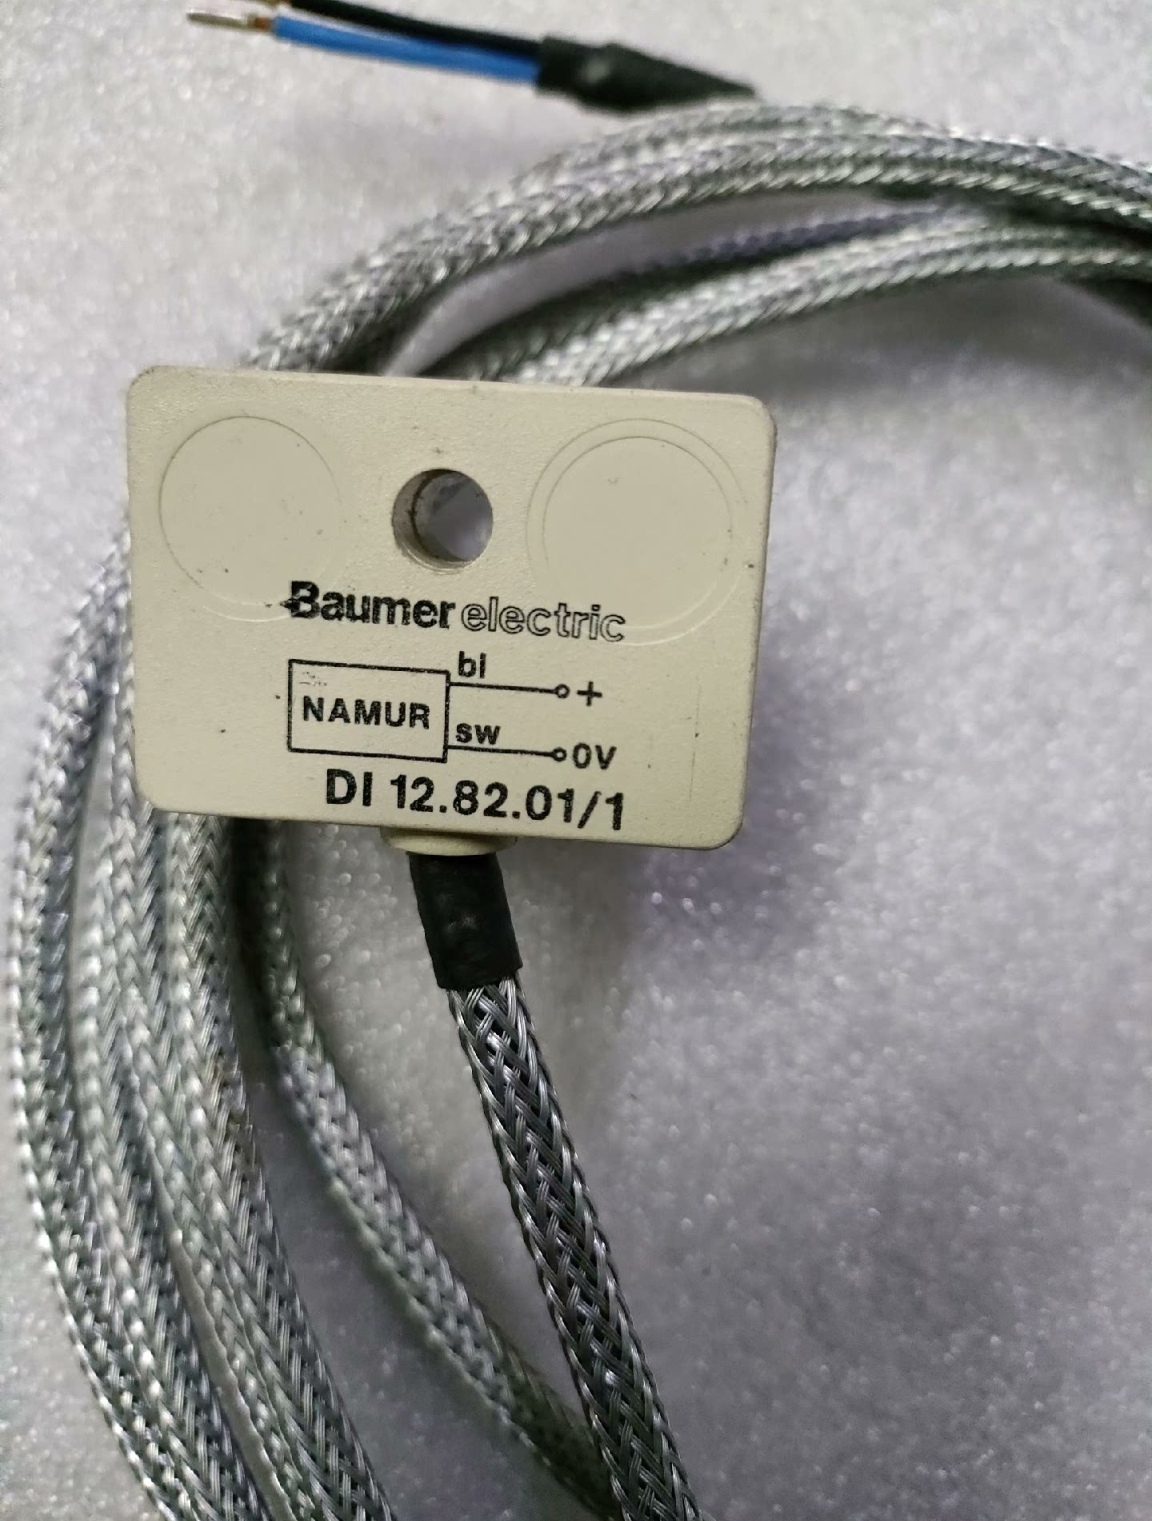 Baumer electric
bl
+
NAMUR
sw
0V
DI 12.82.01/1